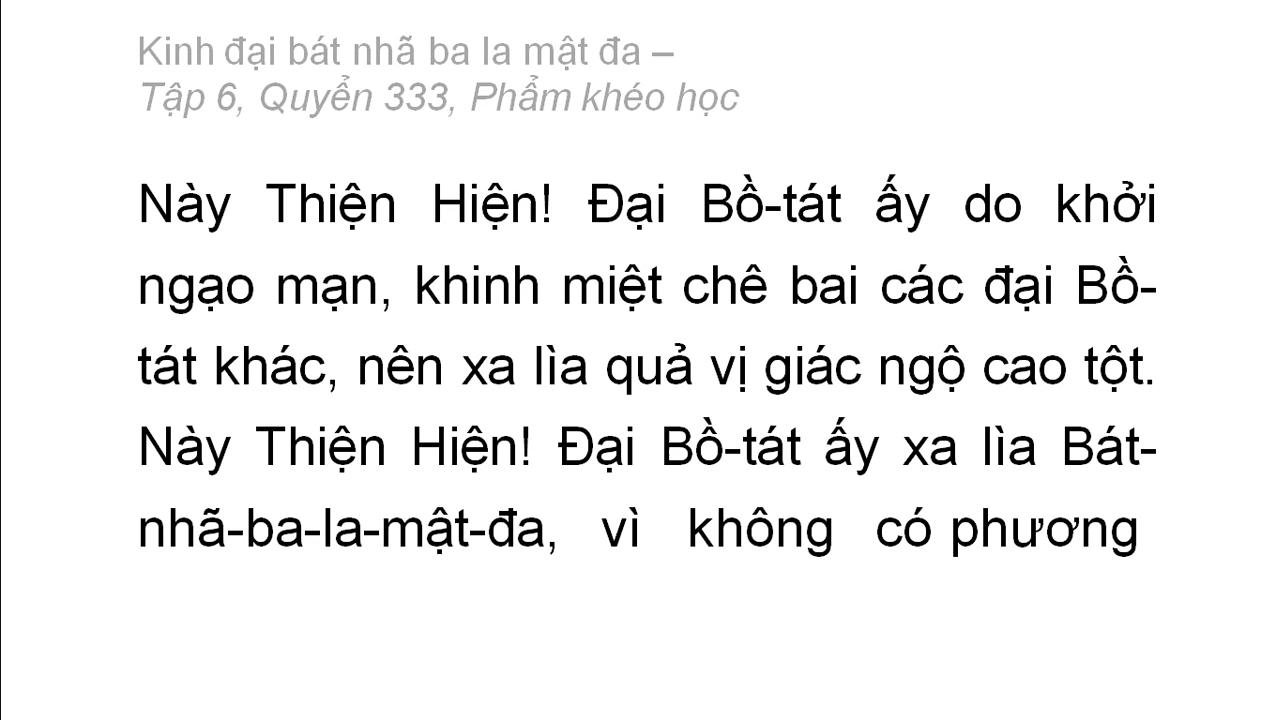 Kinh đại bát nhã ba la mật đa –
Tập 6, Quyển 333, Phẩm khéo học
Này Thiện Hiện! Đại Bồ-tát ấy do khởi
ngạo mạn, khinh miệt chê bai các đại Bồ-
tát khác, nên xa lìa quả vị giác ngộ cao tột.
Này Thiện Hiện! Đại Bồ-tát ấy xa lìa Bát-
nhã-ba-la-mật-đa, vì không có phương